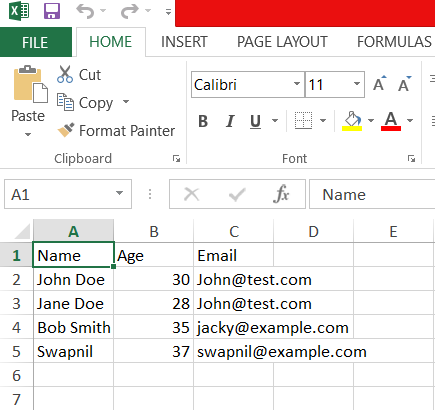 FILE HOME INSERT PAGE LAYOUT FORMULAS
Cut
Copy
Format Painter
Paste
Clipboard
Calibri 11 A A
B I U A
Font
A1 fx Name
A B C D E
1 Name Age Email
2 John Doe 30 John@test.com
3 Jane Doe 28 John@test.com
4 Bob Smith 35 jacky@example.com
5 Swapnil 37 swapnil@example.com
6
7